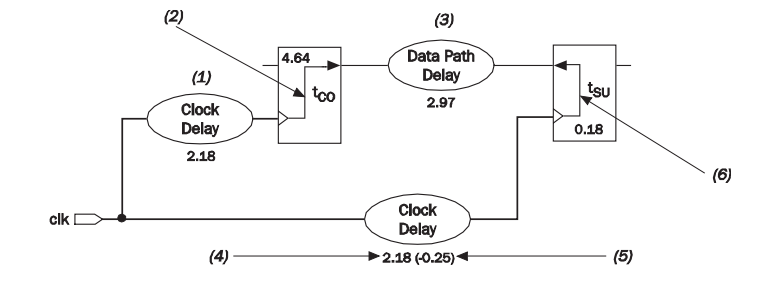 (2)
(3)
4.64
Data Path
Delay
2.97
tCO
tSU
0.18
(1)
Clock
Delay
2.18
(6)
clk
Clock
Delay
(4)
2.18 (-0.25)
(5)